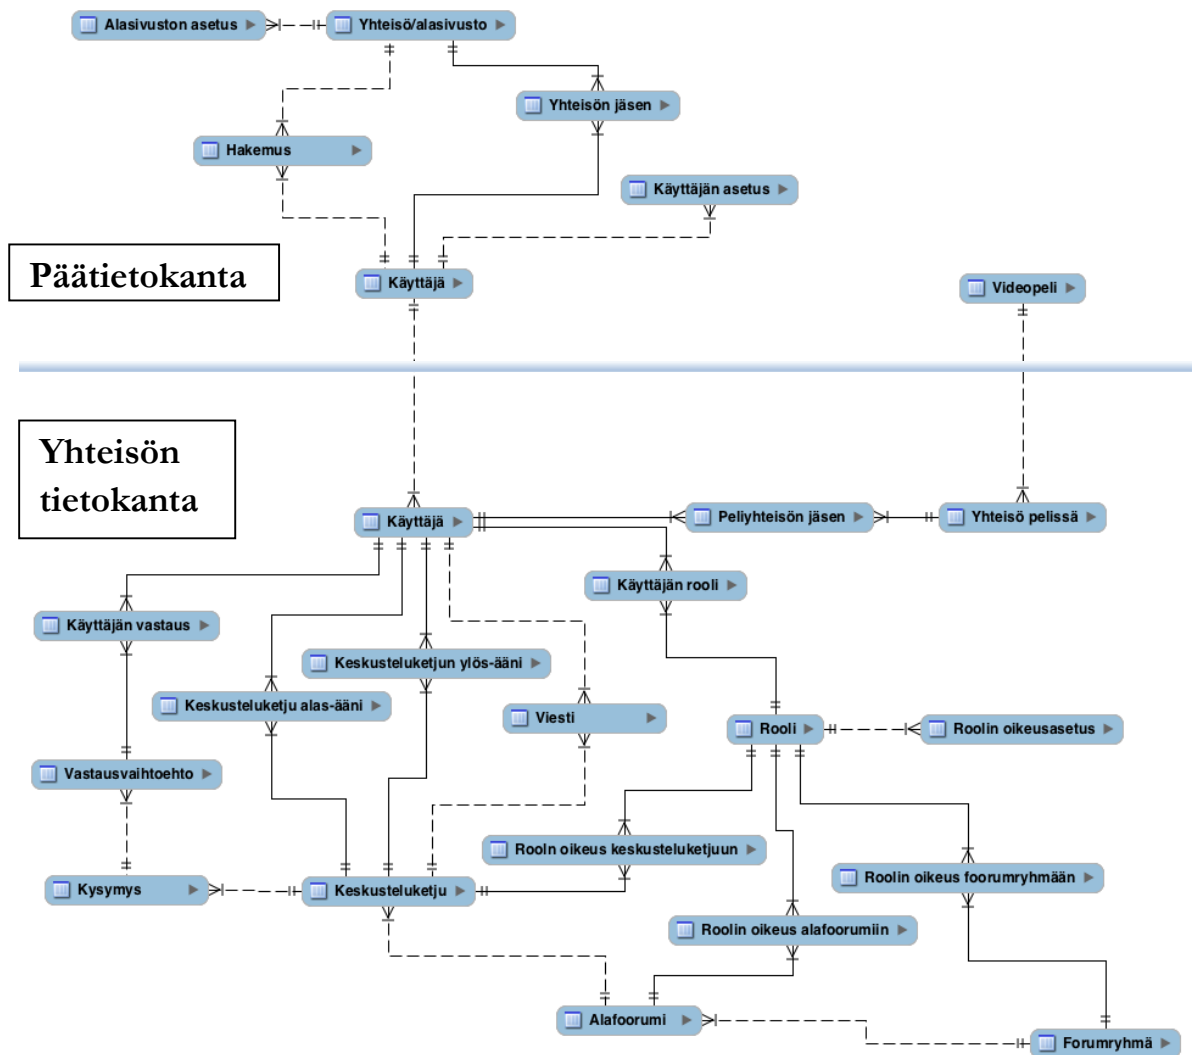 Alasivuston asetus
Yhteisö/alasivusto
Yhteisön jäsen
Hakemus
Käyttäjän asetus
Päätietokanta
Käyttäjä
Videopeli
Yhteisön
tietokanta
Käyttäjä
Peliyhteisön jäsen
Yhteisö pelissä
Käyttäjän rooli
Käyttäjän vastaus
Keskusteluketjun ylös-ääni
Keskusteluketju alas-ääni
Viesti
Rooli
Roolin oikeusasetus
Vastausvaihtoehto
Rooln oikeus keskusteluketjuun
Kysymys
Keskusteluketju
Roolin oikeus foorumryhmään
Roolin oikeus alafoorumiin
Alafoorumi
Forumryhmä